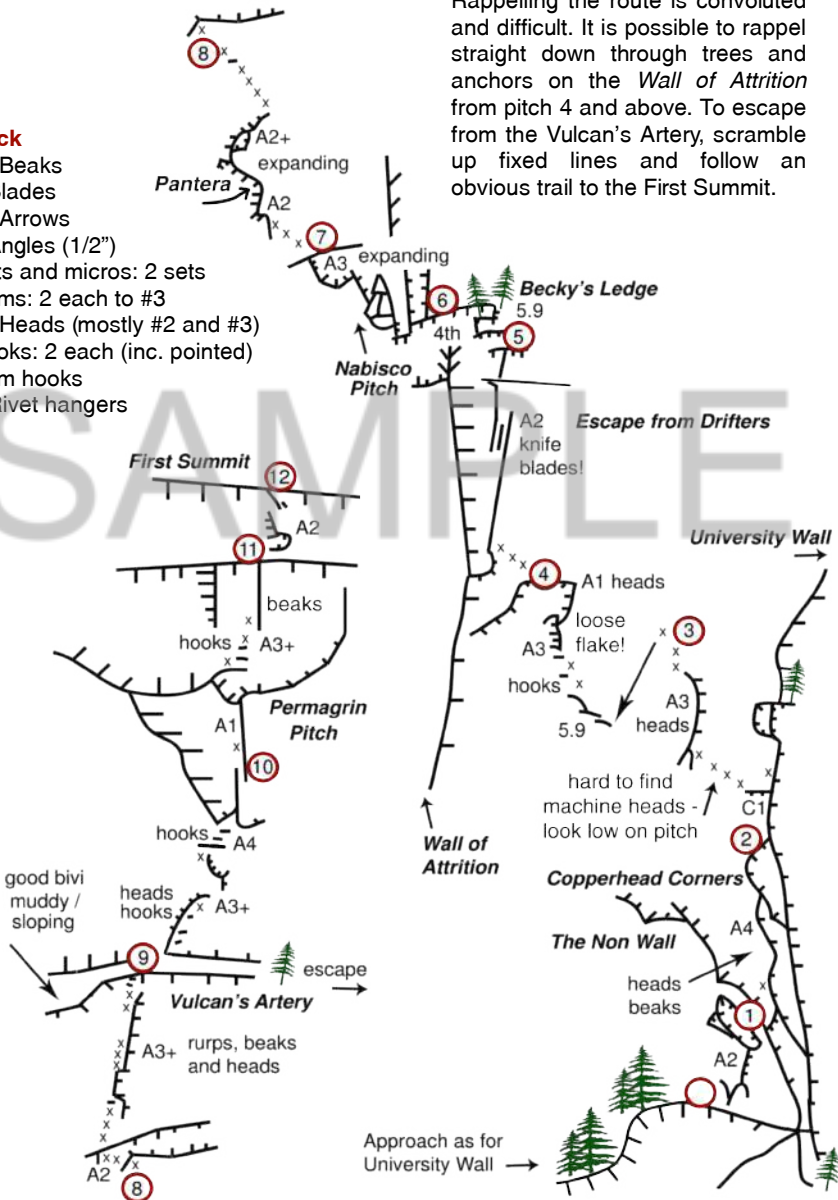 Rappelling the route is convoluted
and difficult. It is possible to rappel
straight down through trees and
anchors on the Wall of Attrition
from pitch 4 and above. To escape
from the Vulcan's Artery, scramble
up fixed lines and follow an
obvious trail to the First Summit.
ck
Beaks
lades
Arrows
ngles (1/2")
ts and micros: 2 sets
ms: 2 each to #3
Heads (mostly #2 and #3)
oks: 2 each (inc. pointed)
m hooks
ivet hangers
SAMPLE
8
A2+
expanding
Pantera
A2
7
A3
expanding
6
Becky's Ledge
5.9
4th
5
Nabisco
Pitch
A2
knife
blades!
Escape from Drifters
First Summit
12
A2
11
beaks
hooks
A3+
Permagrin
Pitch
A1
10
hooks
A4
University Wall
4
A1 heads
loose
flake!
3
A3
hooks
5.9
A3
heads
hard to find
machine heads -
look low on pitch
C1
2
Wall of
Attrition
Copperhead Corners
A4
The Non Wall
heads
beaks
1
A2
good bivi
muddy /
sloping
heads
hooks
A3+
9
escape
Vulcan's Artery
A3+
rurps, beaks
and heads
A2
8
Approach as for
University Wall